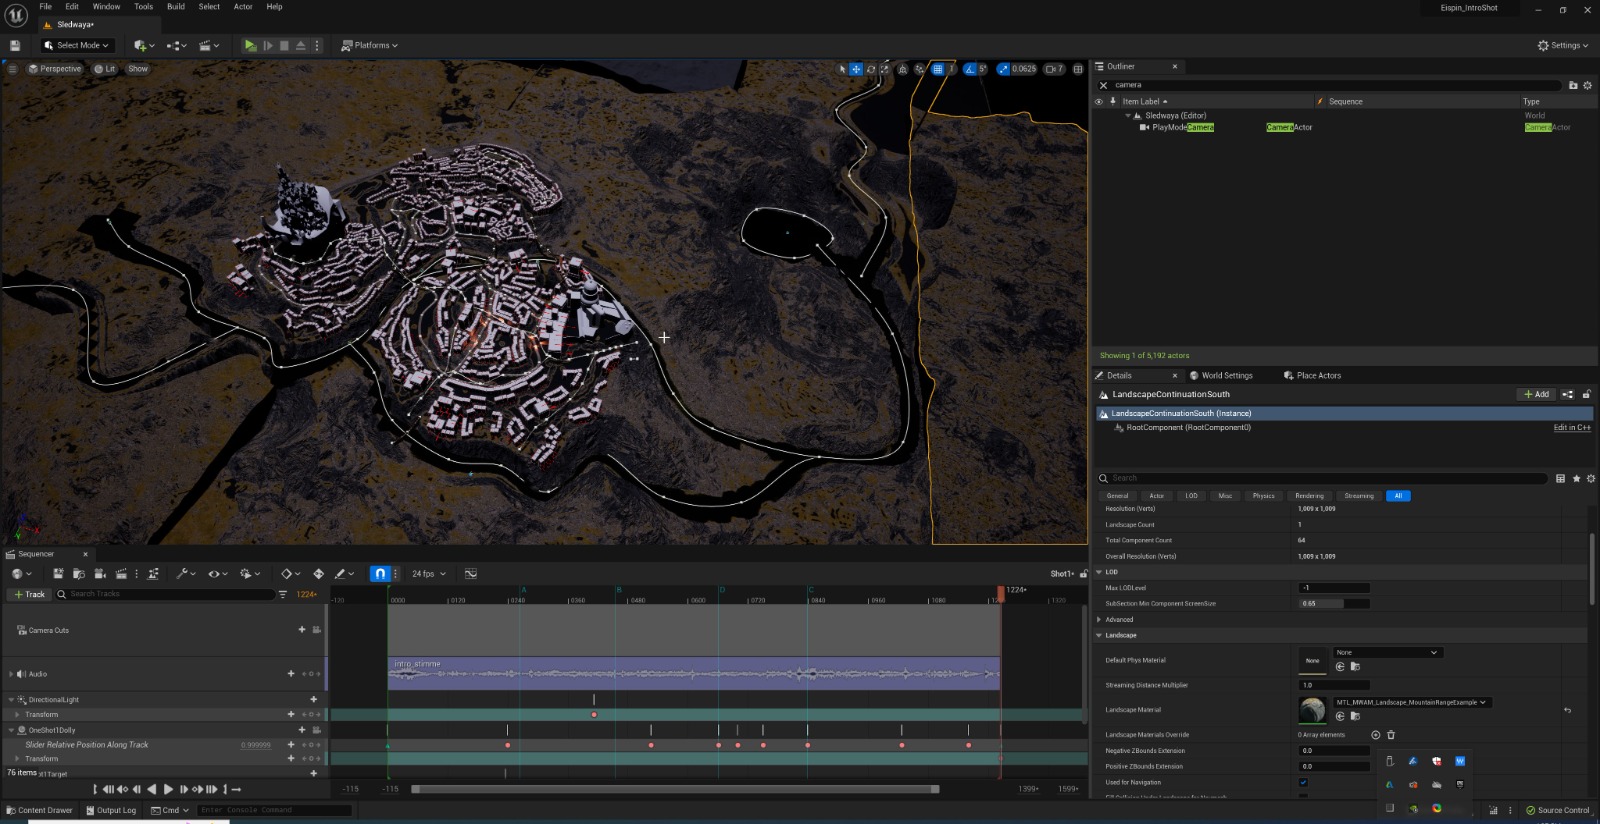 File Edit Window Tools Build Select Actor Help
Eispin_IntroShot
Sledwaya•
Select Mode
Platforms
Settings
Perspective Lit Show
5° 0.0625 7
Outliner
camera
Item Label Sequence Type
Sledwaya (Editor) World
PlayModeCamera CameraActor CameraActor
Showing 1 of 5,192 actors
Details World Settings Place Actors
LandscapeContinuationSouth
Add
LandscapeContinuationSouth (Instance)
RootComponent (RootComponent0) Edit in C++
Search
General Actor LOD Misc Physics Rendering Streaming All
Resolution (Verts) 1,009 x 1,009
Landscape Count 1
Total Component Count 64
Overall Resolution (Verts) 1,009 x 1,009
LOD
Max LODLevel -1
SubSection Min Component ScreenSize 0.65
Advanced
Landscape
Default Phys Material None None
Streaming Distance Multiplier 1.0
Landscape Material MTL_MWAM_Landscape_MountainRangeExample
Landscape Materials Override 0 Array elements
Negative ZBounds Extension 0.0
Positive ZBounds Extension 0.0
Used for Navigation
Sequencer
24 fps
Shot1•
+ Track Search Tracks 1224•
A B D C
-120 0000 0120 0240 0360 0480 0720 0840 0960 1080 1224• 1320
Camera Cuts
Audio
intro_stimme
DirectionalLight
Transform
OneShot1Dolly
Slider Relative Position Along Track 0.999999
Transform
76 items
-115 -115 1399• 1599•
Content Drawer Output Log Cmd Enter Console Command
Source Control